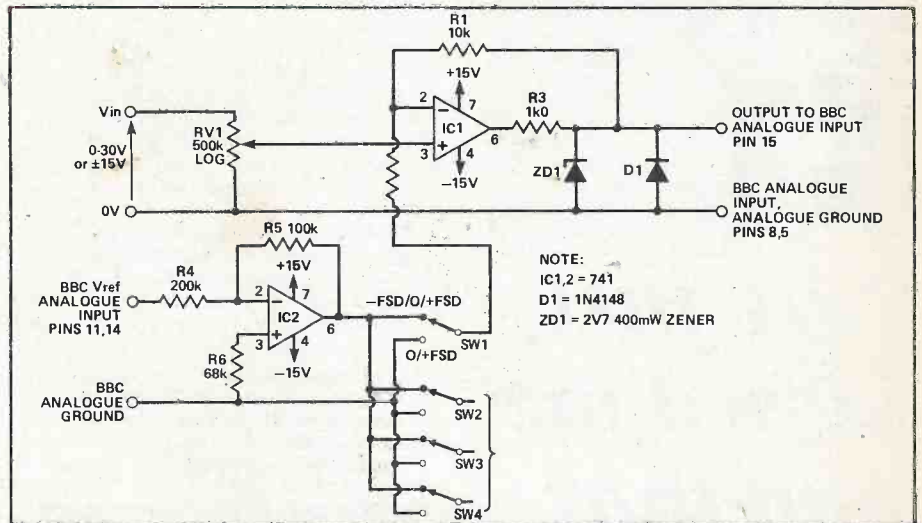 R1
10k
+15V
2
7
IC1
6
3
4
−15V
R3
1k0
Vin
0-30V
or ±15V
0V
RV1
500k
LOG
ZD1
D1
OUTPUT TO BBC
ANALOGUE INPUT
PIN 15
BBC ANALOGUE
INPUT,
ANALOGUE GROUND
PINS 8,5
R5 100k
+15V
R4
200k
BBC Vref
ANALOGUE
INPUT
PINS 11,14
2
7
IC2
6
3
4
−15V
R6
68k
BBC
ANALOGUE
GROUND
−FSD/O/+FSD
SW1
O/+FSD
SW2
SW3
SW4
NOTE:
IC1,2 = 741
D1 = 1N4148
ZD1 = 2V7 400mW ZENER